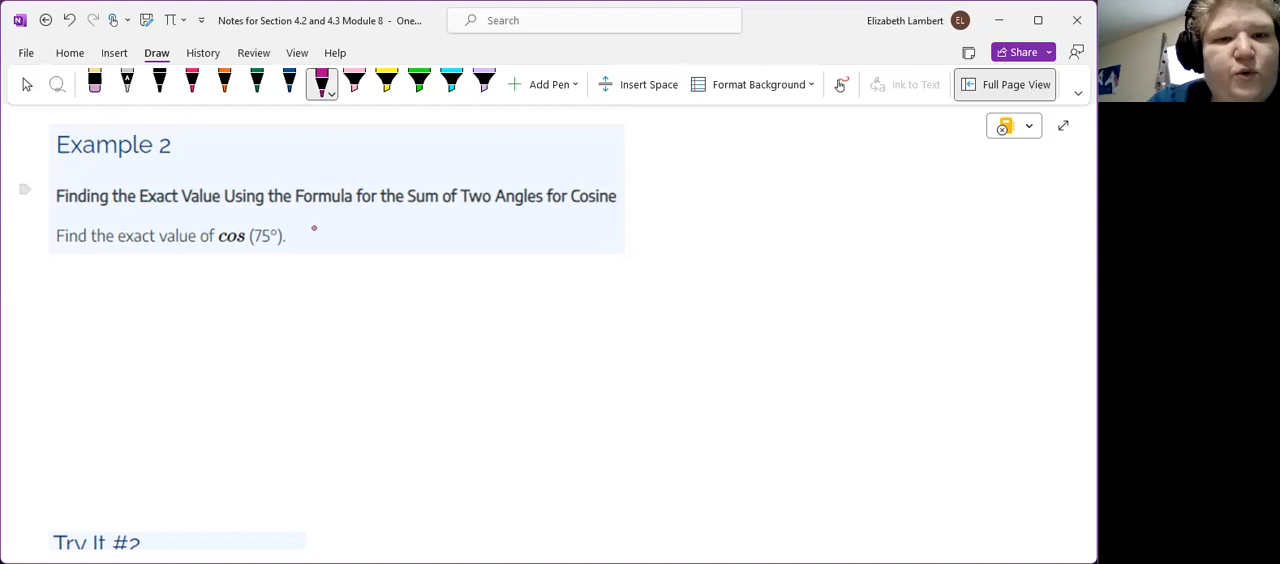 Notes for Section 4.2 and 4.3 Module 8 - One...
Search
Elizabeth Lambert
EL
File Home Insert Draw History Review View Help
Share
A
Add Pen
Insert Space
Format Background
Ink to Text
Full Page View
Example 2
Finding the Exact Value Using the Formula for the Sum of Two Angles for Cosine
Find the exact value of cos (75°).
Try It #2